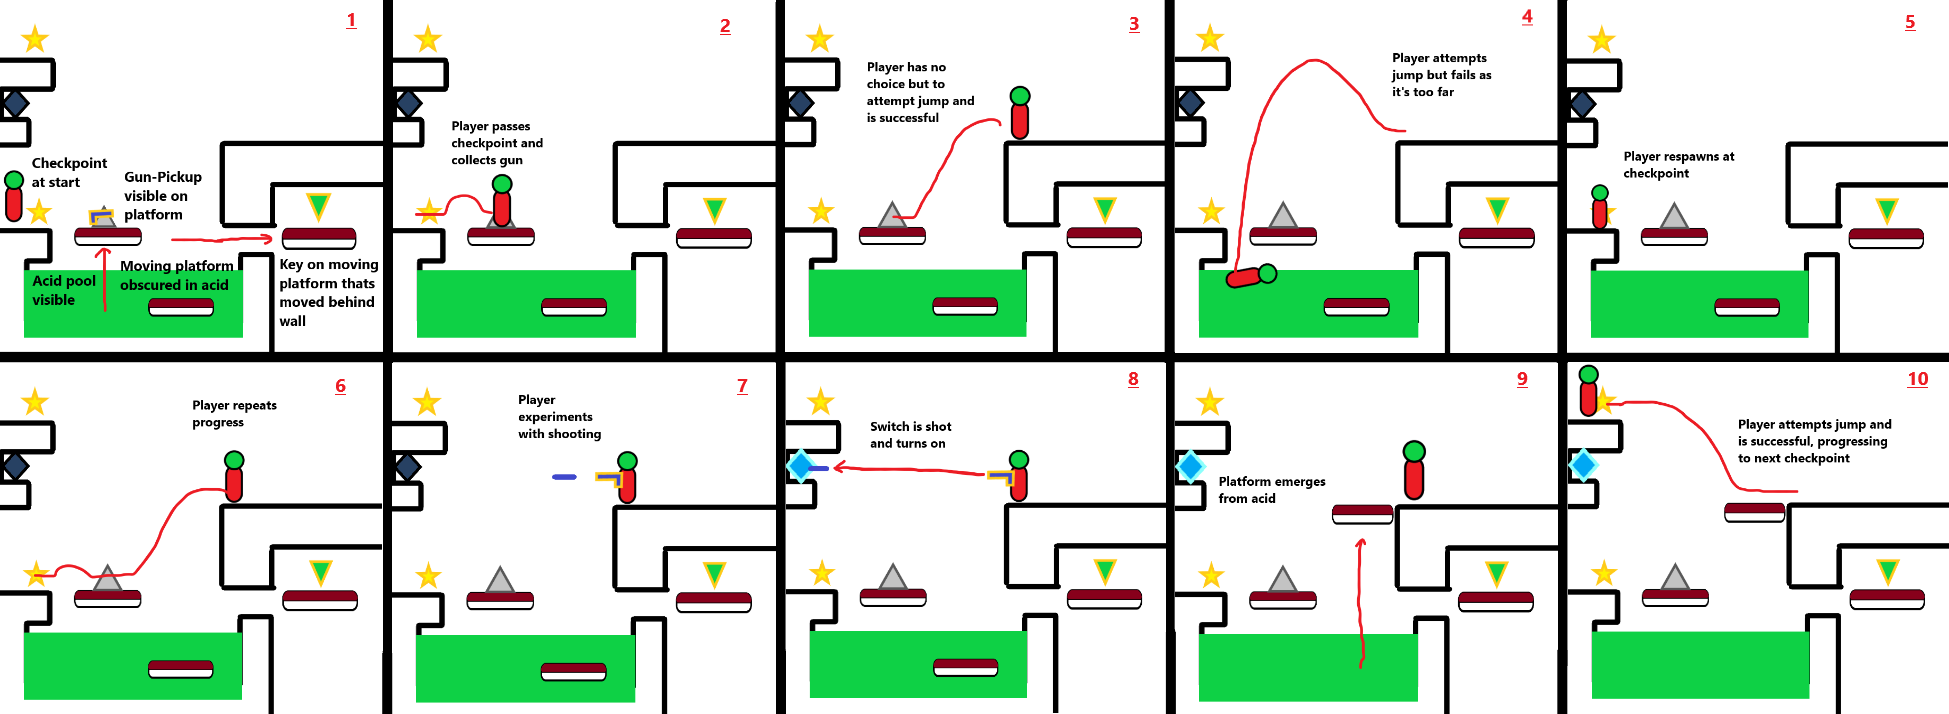 1
Checkpoint
at start
Gun-Pickup
visible on
platform
Acid pool
visible
Moving platform
obscured in acid
Key on moving
platform thats
moved behind
wall
2
Player passes
checkpoint and
collects gun
3
Player has no
choice but to
attempt jump and
is successful
4
Player attempts
jump but fails as
it's too far
5
Player respawns at
checkpoint
6
Player repeats
progress
7
Player
experiments
with shooting
8
Switch is shot
and turns on
9
Platform emerges
from acid
10
Player attempts jump and
is successful, progressing
to next checkpoint